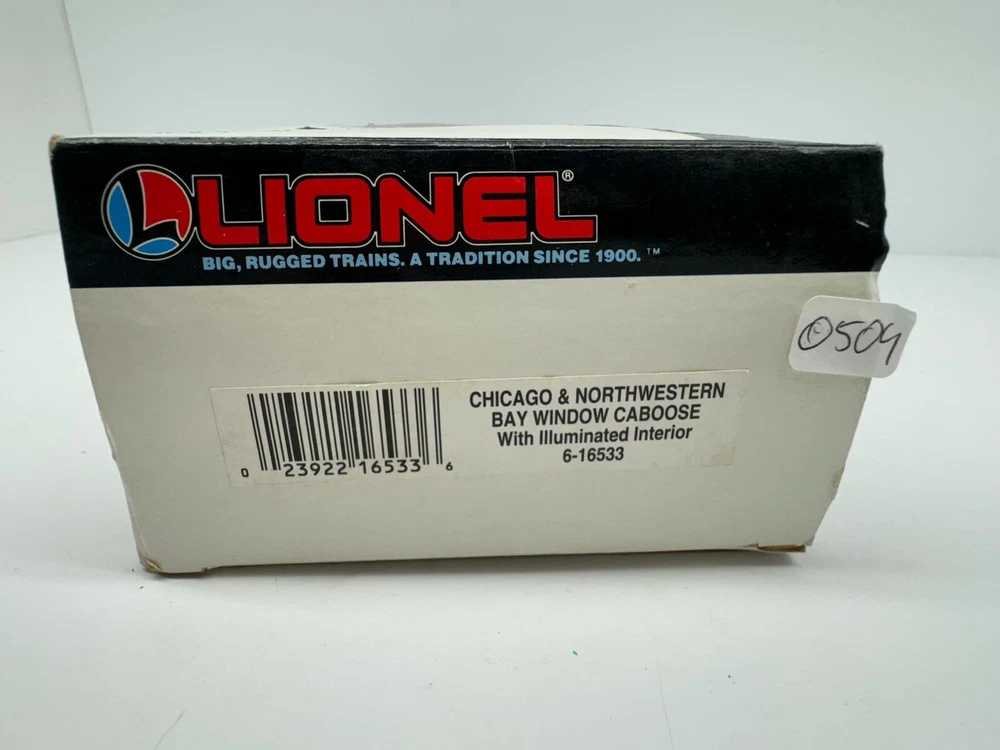 LIONEL®
BIG, RUGGED TRAINS. A TRADITION SINCE 1900.™
0504
CHICAGO & NORTHWESTERN
BAY WINDOW CABOOSE
With Illuminated Interior
6-16533
0 23922 16533 6